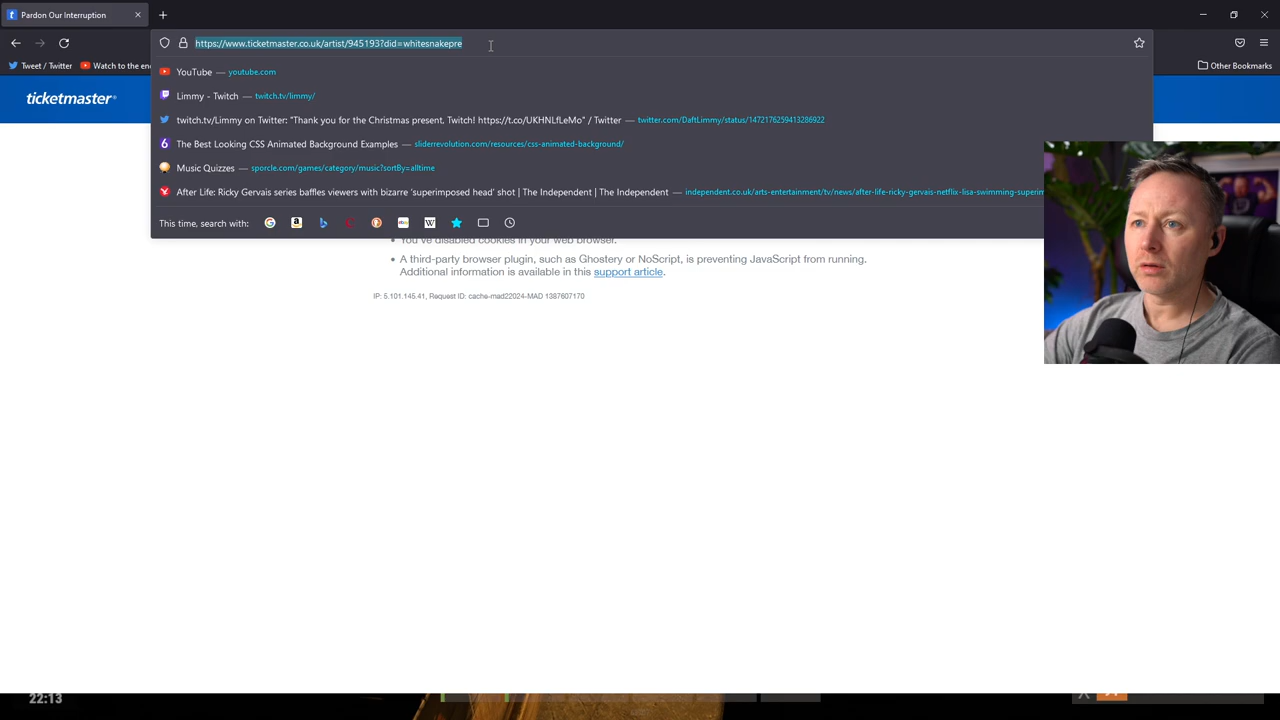 Pardon Our Interruption
https://www.ticketmaster.co.uk/artist/945193?did=whitesnakepre
Tweet / Twitter
Watch to the en
Other Bookmarks
YouTube — youtube.com
ticketmaster®
Limmy - Twitch — twitch.tv/limmy/
twitch.tv/Limmy on Twitter: "Thank you for the Christmas present, Twitch! https://t.co/UKHNLfLeMo" / Twitter — twitter.com/DaftLimmy/status/1472176259413286922
The Best Looking CSS Animated Background Examples — sliderrevolution.com/resources/css-animated-background/
Music Quizzes — sporcle.com/games/category/music?sortBy=alltime
After Life: Ricky Gervais series baffles viewers with bizarre 'superimposed head' shot | The Independent | The Independent — independent.co.uk/arts-entertainment/tv/news/after-life-ricky-gervais-netflix-lisa-swimming-superim
This time, search with:
You've disabled cookies in your web browser.
A third-party browser plugin, such as Ghostery or NoScript, is preventing JavaScript from running.
Additional information is available in this support article.
IP: 5.101.145.41, Request ID: cache-mad22024-MAD 1387607170
22:13